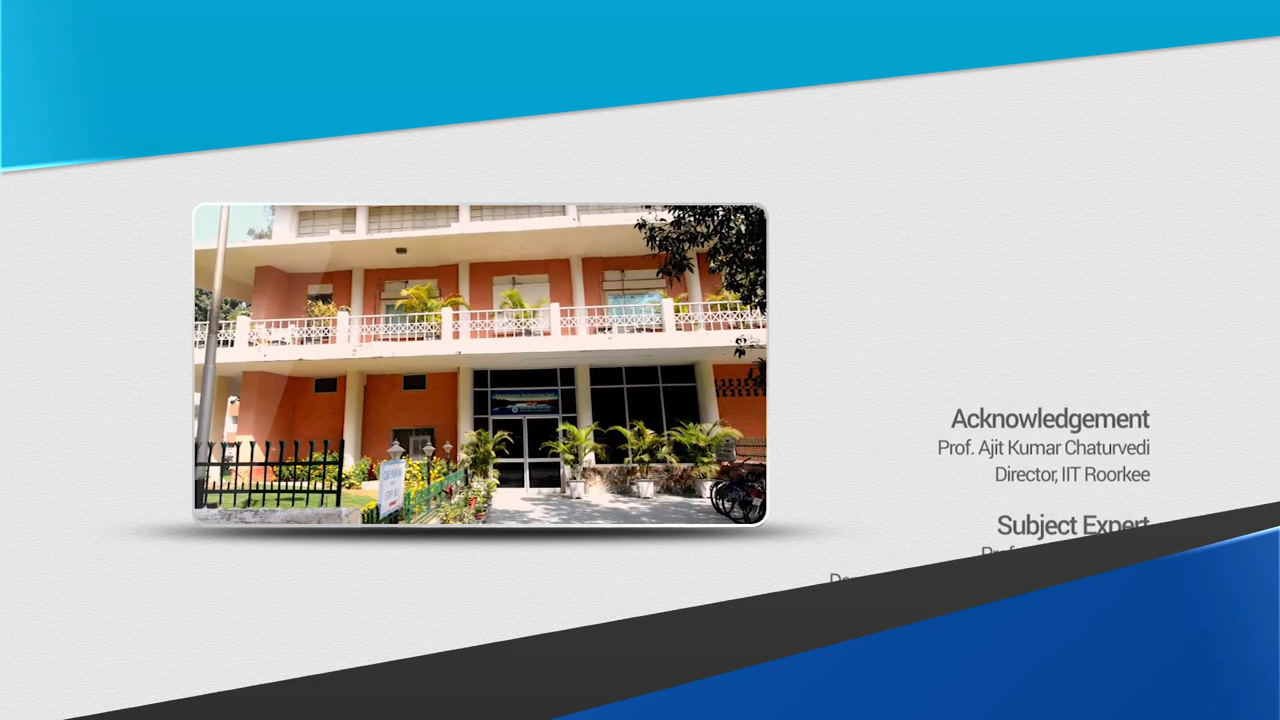 Acknowledgement
Prof. Ajit Kumar Chaturvedi
Director, IIT Roorkee
Subject Expert